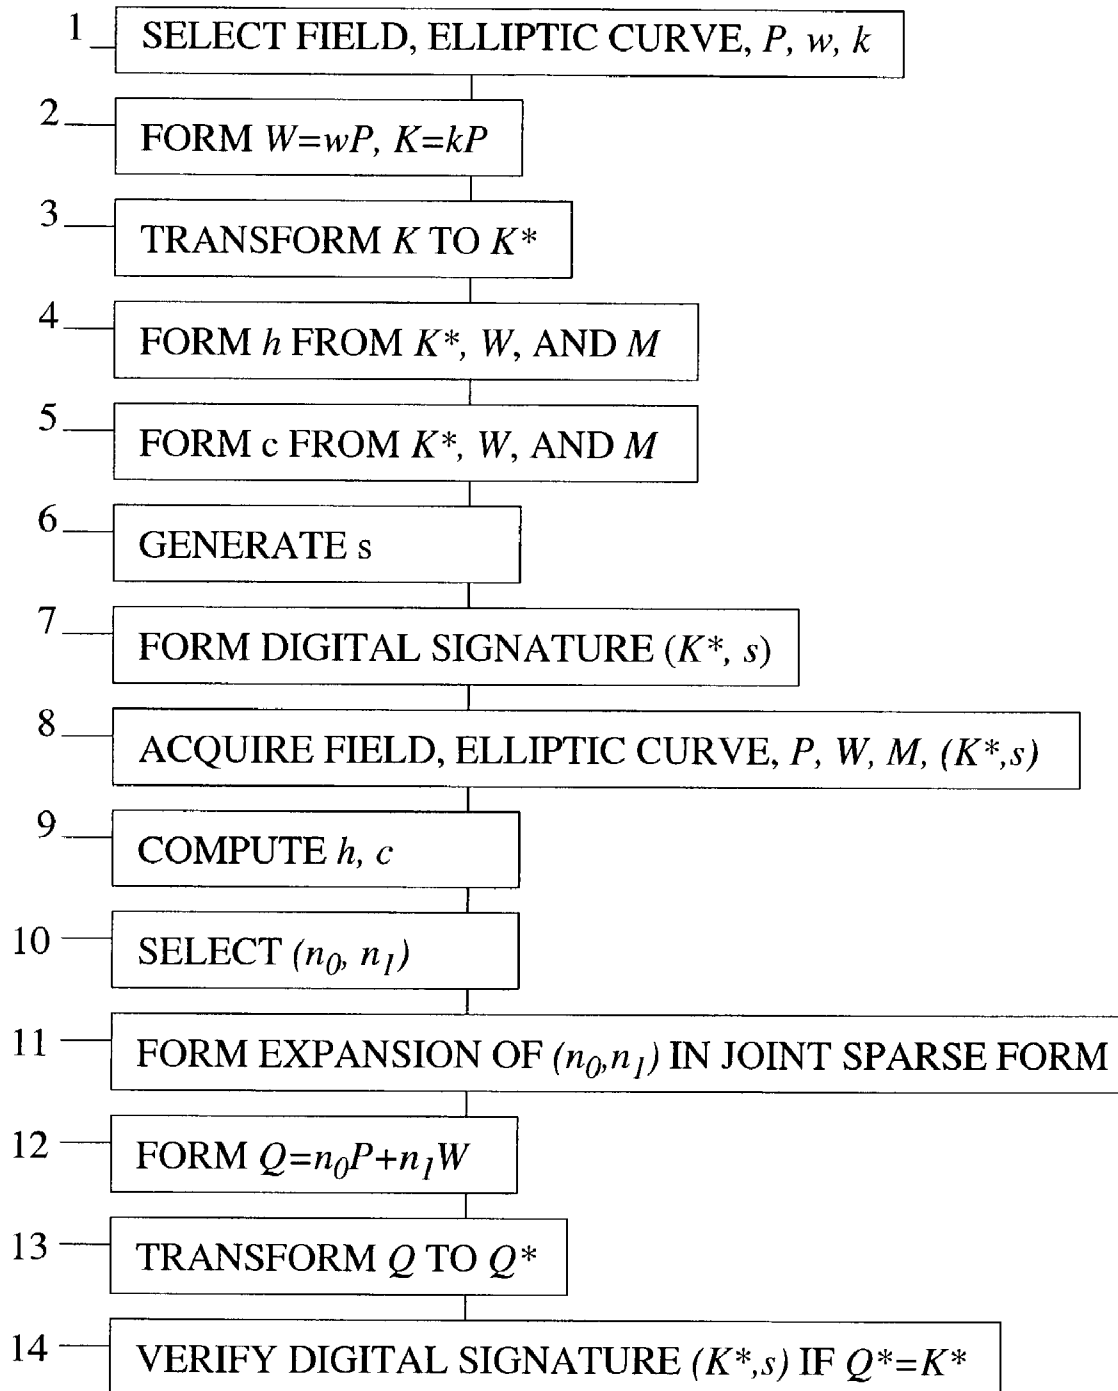 1 SELECT FIELD, ELLIPTIC CURVE, P, w, k
2 FORM W=wP, K=kP
3 TRANSFORM K TO K*
4 FORM h FROM K*, W, AND M
5 FORM c FROM K*, W, AND M
6 GENERATE s
7 FORM DIGITAL SIGNATURE (K*, s)
8 ACQUIRE FIELD, ELLIPTIC CURVE, P, W, M, (K*,s)
9 COMPUTE h, c
10 SELECT (n0, n1)
11 FORM EXPANSION OF (n0,n1) IN JOINT SPARSE FORM
12 FORM Q=n0P+n1W
13 TRANSFORM Q TO Q*
14 VERIFY DIGITAL SIGNATURE (K*,s) IF Q*=K*